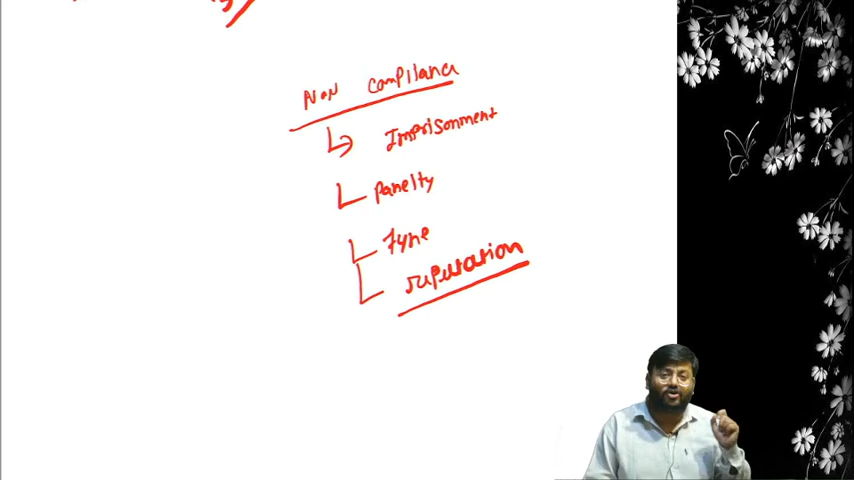 Non compliance
Imprisonment
Panelty
Fyne
reputation